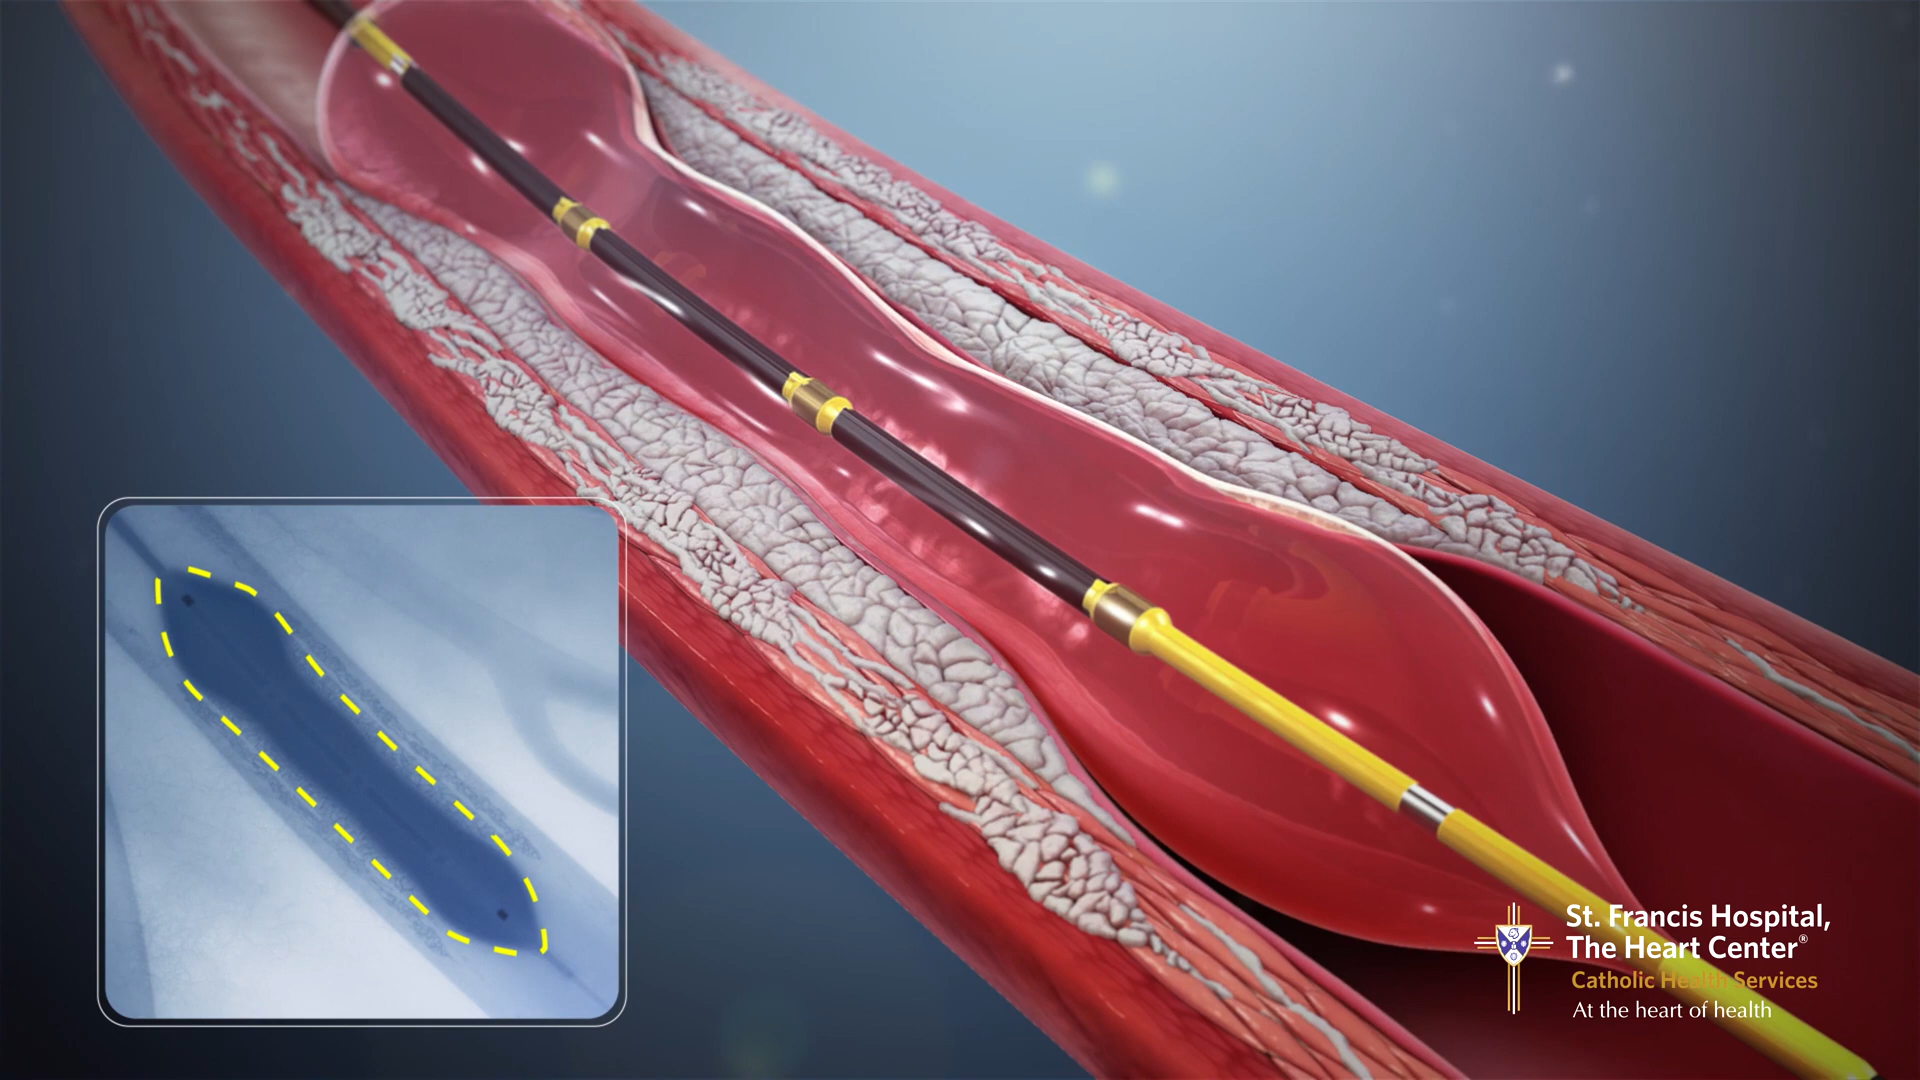 St. Francis Hospital,
The Heart Center®
Catholic Health Services
At the heart of health